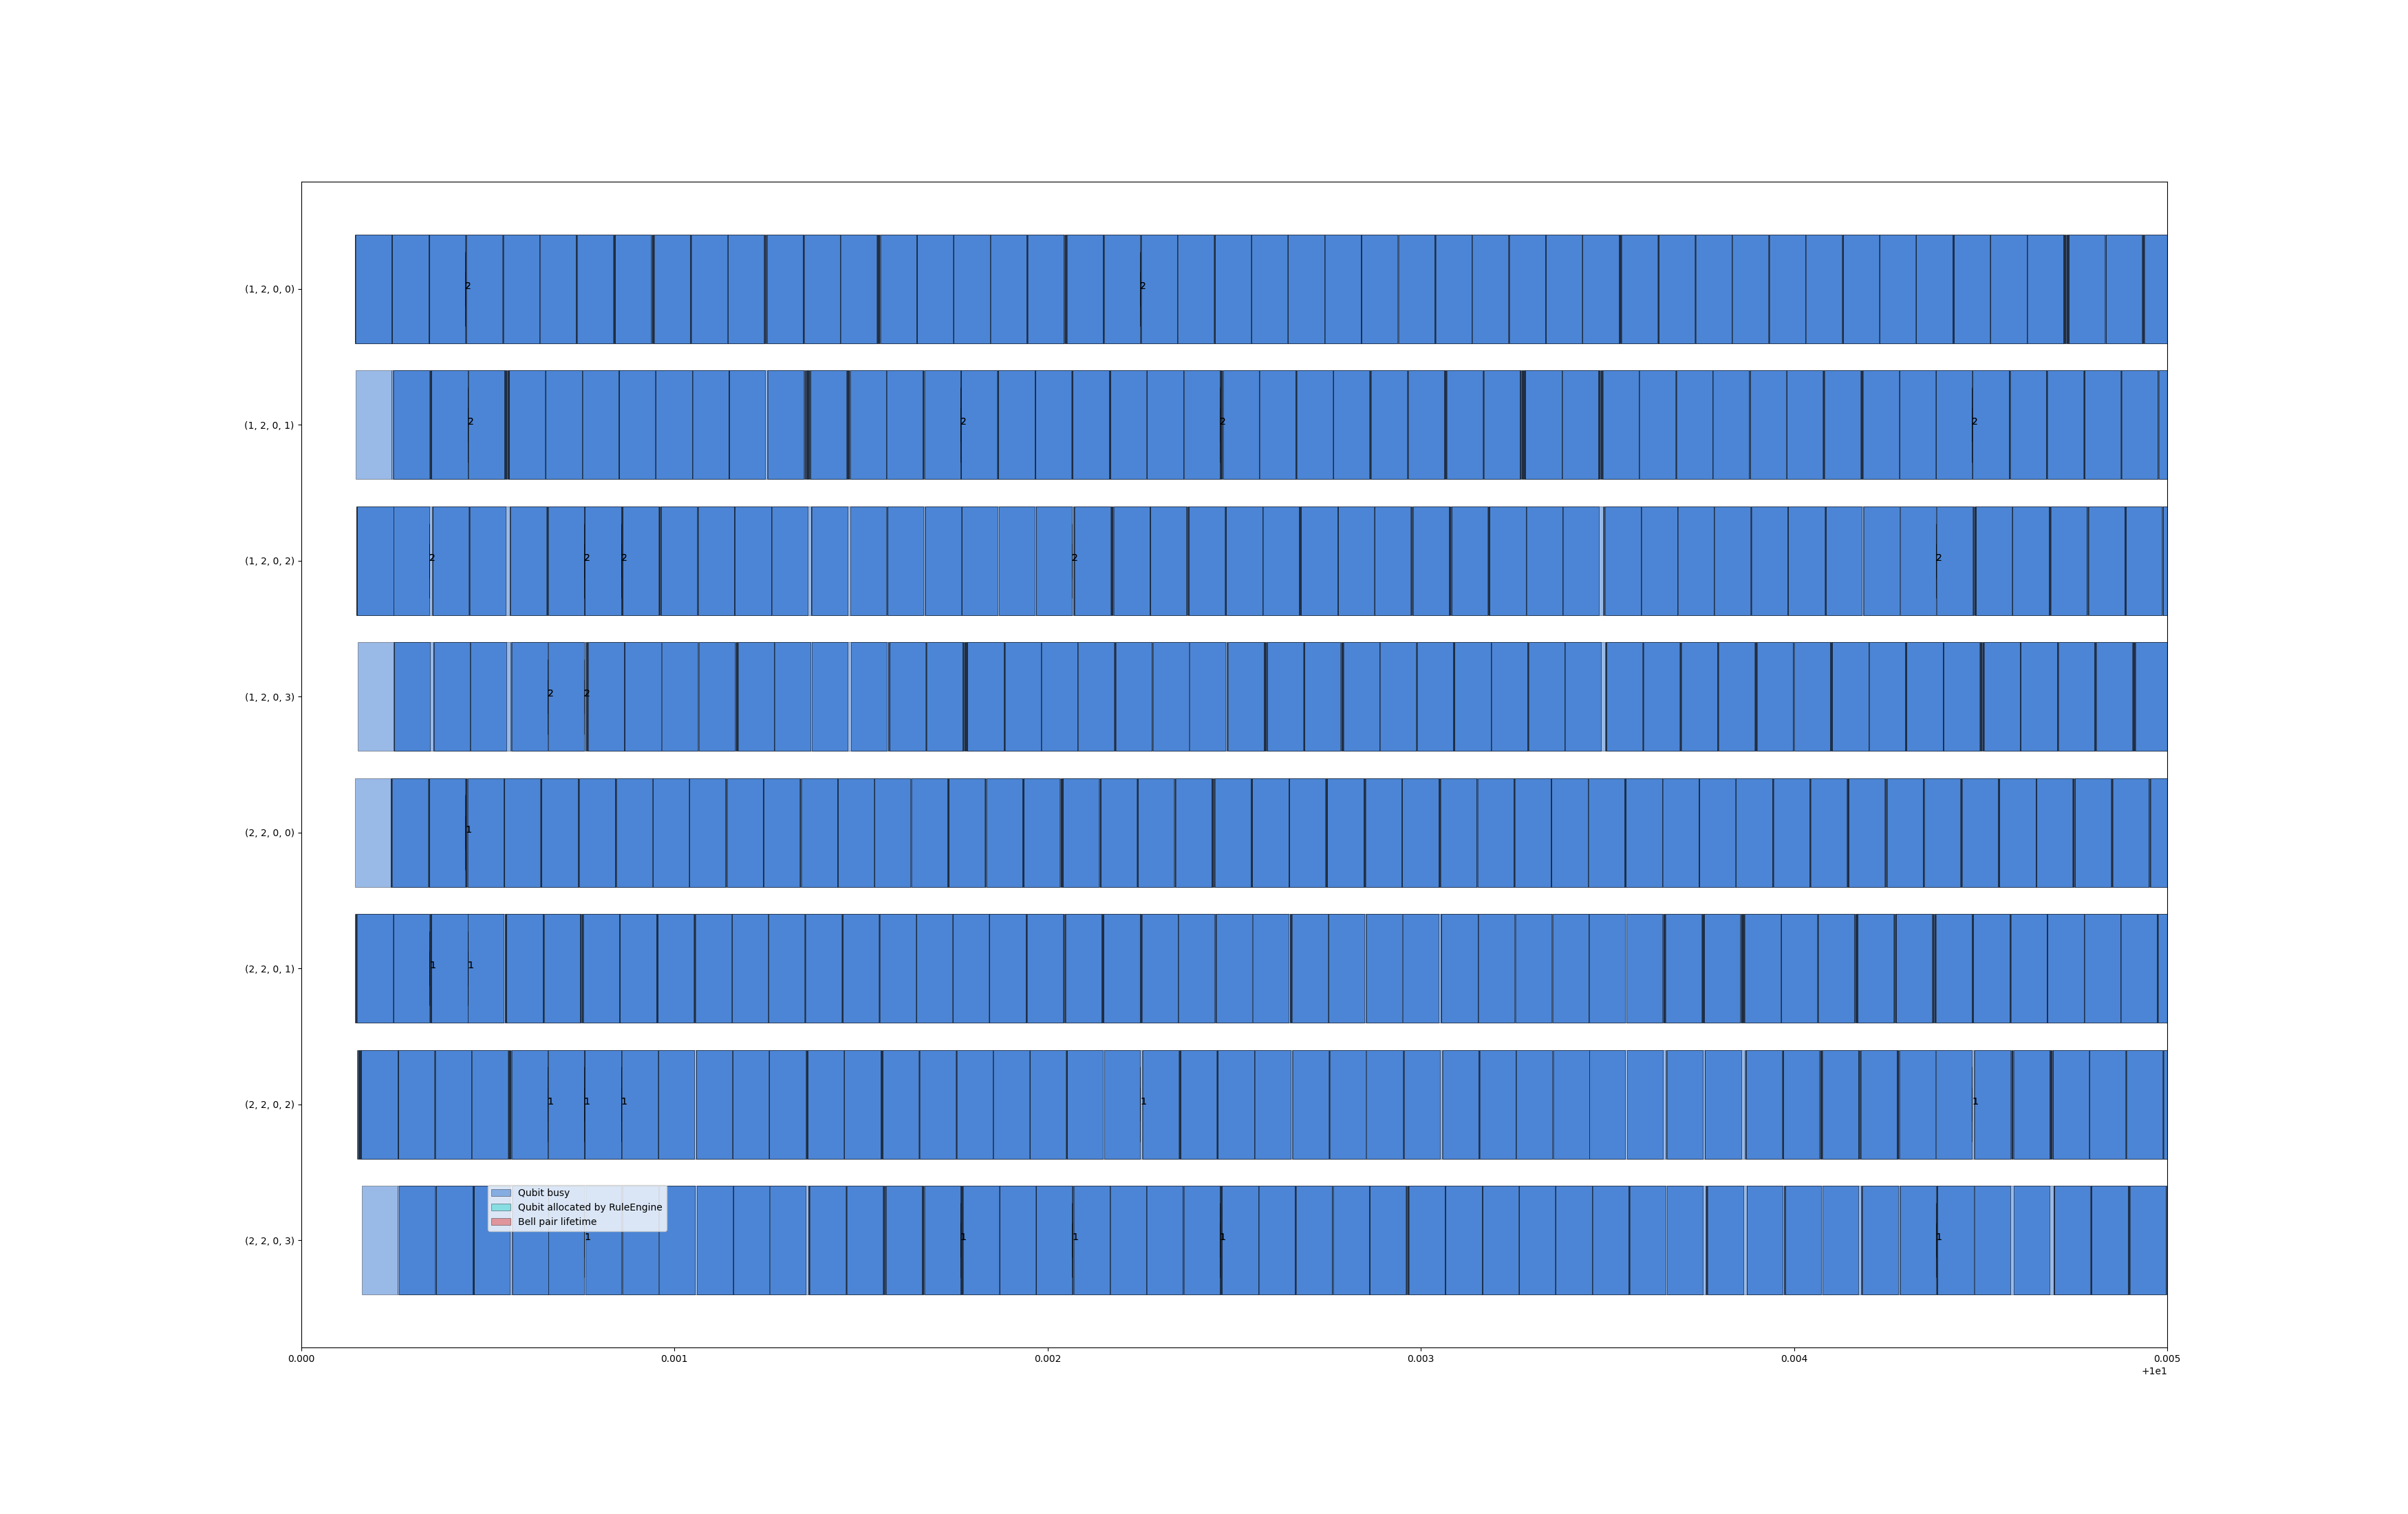 (1, 2, 0, 0)
2 2
(1, 2, 0, 1)
2 2 2 2
(1, 2, 0, 2)
2 2 2 2 2
(1, 2, 0, 3)
2 2
(2, 2, 0, 0)
1
(2, 2, 0, 1)
1 1
(2, 2, 0, 2)
1 1 1 1 1
Qubit busy
Qubit allocated by RuleEngine
Bell pair lifetime
(2, 2, 0, 3)
1 1 1 1 1
0.000 0.001 0.002 0.003 0.004 0.005
+1e1